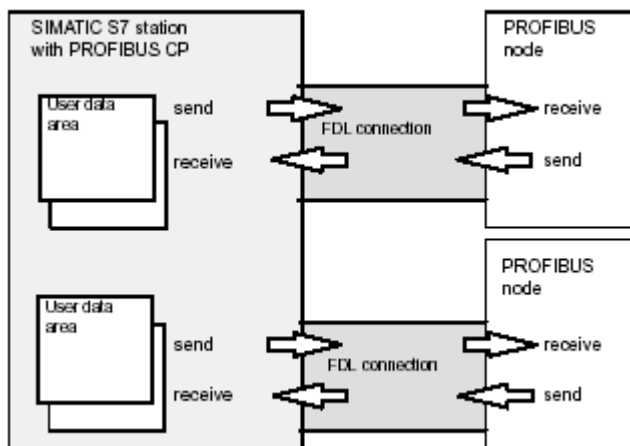 SIMATIC S7 station
with PROFIBUS CP
PROFIBUS
node
User data
area
send
receive
FDL connection
receive
send
PROFIBUS
node
User data
area
send
receive
FDL connection
receive
send